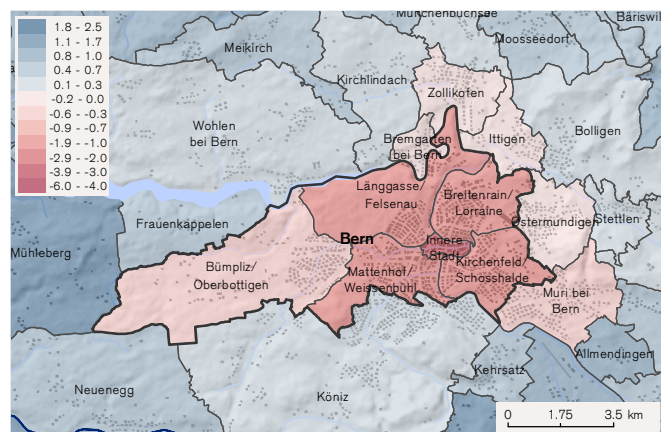 1.8 - 2.5
1.1 - 1.7
0.8 - 1.0
0.4 - 0.7
0.1 - 0.3
-0.2 - 0.0
-0.6 - -0.3
-0.9 - -0.7
-1.9 - -1.0
-2.9 - -2.0
-3.9 - -3.0
-6.0 - -4.0
Münchenbuchsee
Bäriswil
Moosseedorf
Meikirch
Kirchlindach
Zollikofen
Wohlen
bei Bern
Bremgarten
bei Bern
Ittigen
Bolligen
Länggasse/
Felsenau
Breitenrain/
Lorraine
Frauenkappelen
Ostermundigen
Stettlen
Mühleberg
Bern
Innere
Stadt
Bümpliz/
Oberbottigen
Mattenhof/
Weissenbühl
Kirchenfeld/
Schosshalde
Muri bei
Bern
Allmendingen
Kehrsatz
Neuenegg
Köniz
0 1.75 3.5 km